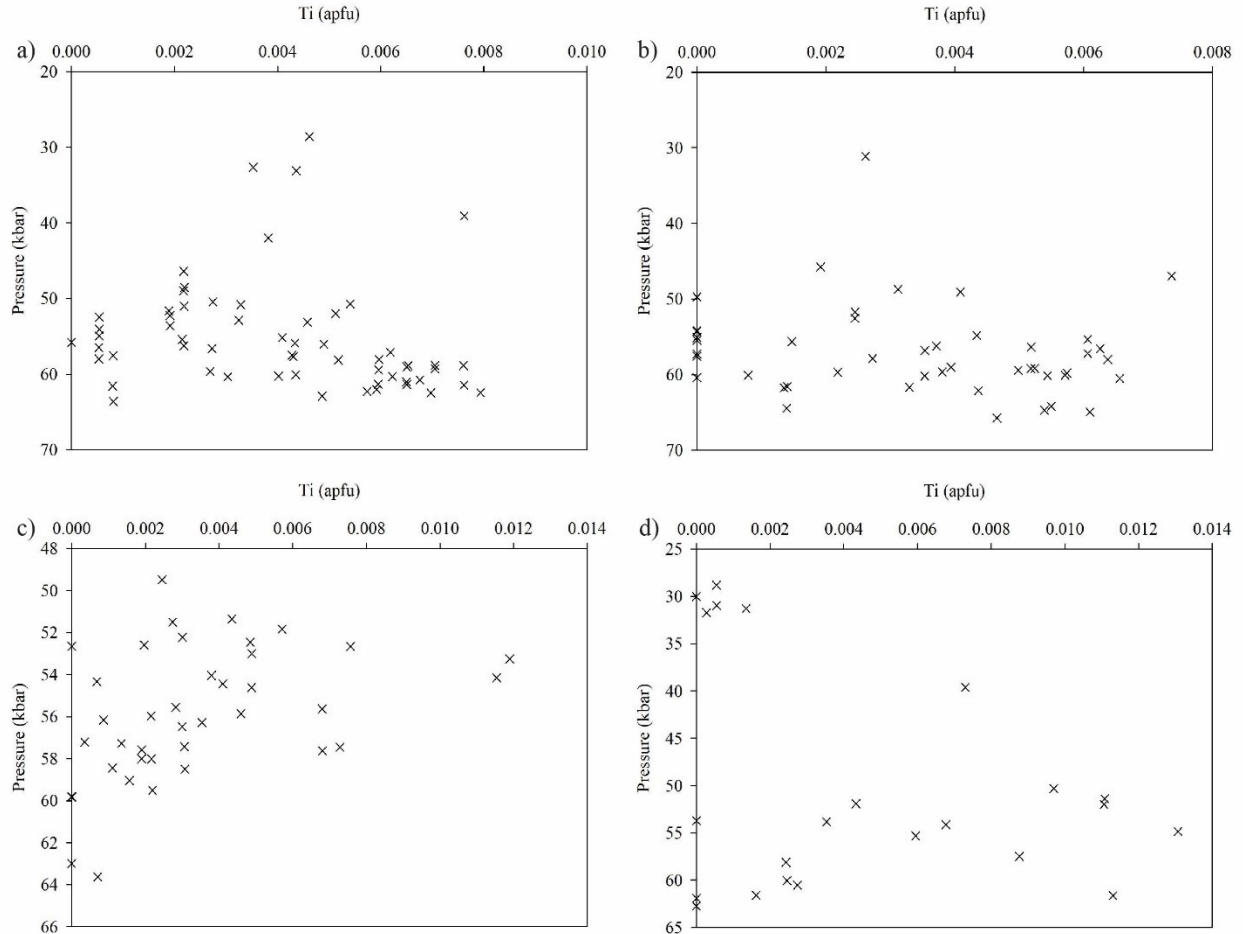 Ti (apfu)
a) 0.000 0.002 0.004 0.006 0.008 0.010
20
30
40
50
60
70
Pressure (kbar)
Ti (apfu)
b) 0.000 0.002 0.004 0.006 0.008
20
30
40
50
60
70
Pressure (kbar)
Ti (apfu)
c) 0.000 0.002 0.004 0.006 0.008 0.010 0.012 0.014
48
50
52
54
56
58
60
62
64
66
Pressure (kbar)
Ti (apfu)
d) 0.000 0.002 0.004 0.006 0.008 0.010 0.012 0.014
25
30
35
40
45
50
55
60
65
Pressure (kbar)